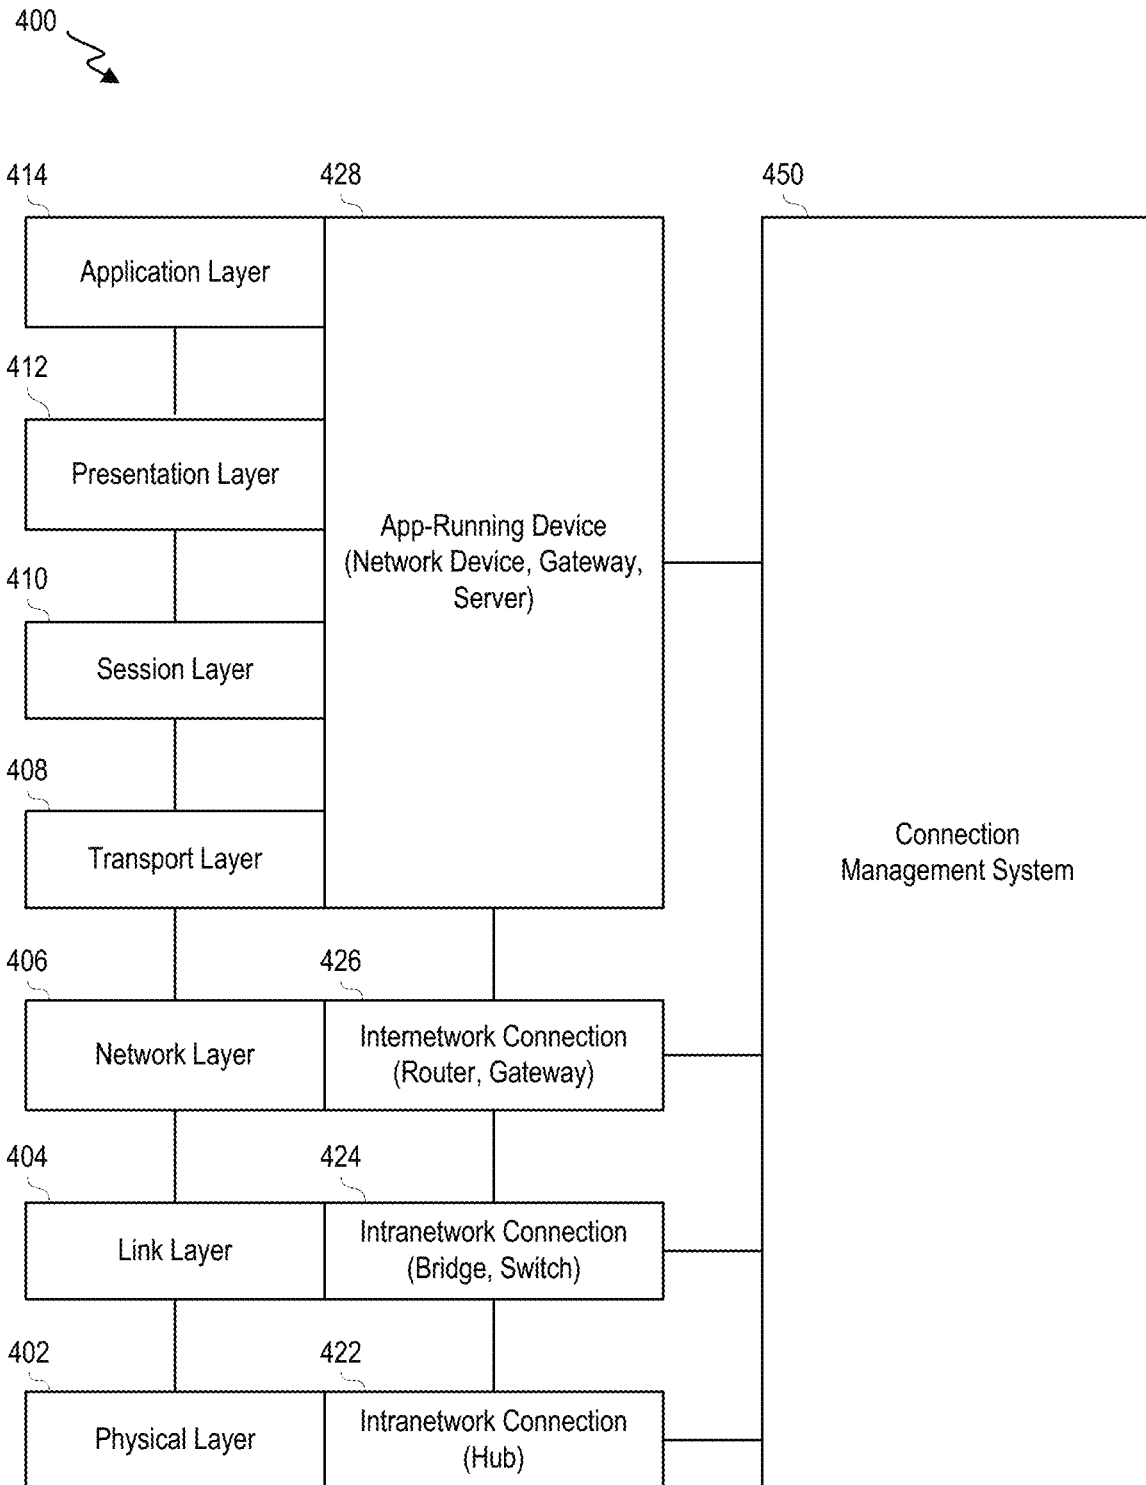 400
414
428
450
Application Layer
412
Presentation Layer
App-Running Device
(Network Device, Gateway,
Server)
410
Session Layer
408
Transport Layer
Connection
Management System
406
426
Network Layer
Internetwork Connection
(Router, Gateway)
404
424
Link Layer
Intranetwork Connection
(Bridge, Switch)
402
422
Physical Layer
Intranetwork Connection
(Hub)